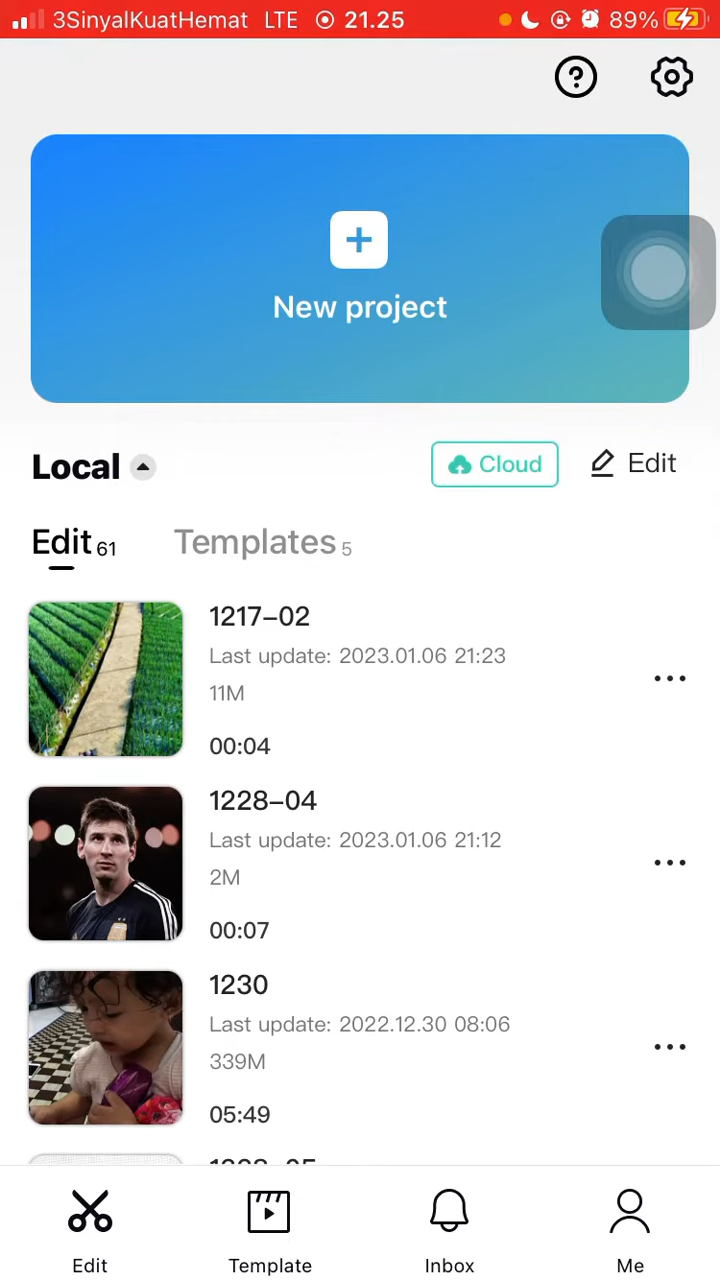 3SinyalKuatHemat LTE 21.25 89%
New project
Local Cloud Edit
Edit 61 Templates 5
1217-02
Last update: 2023.01.06 21:23
11M
00:04
1228-04
Last update: 2023.01.06 21:12
2M
00:07
1230
Last update: 2022.12.30 08:06
339M
05:49
Edit Template Inbox Me